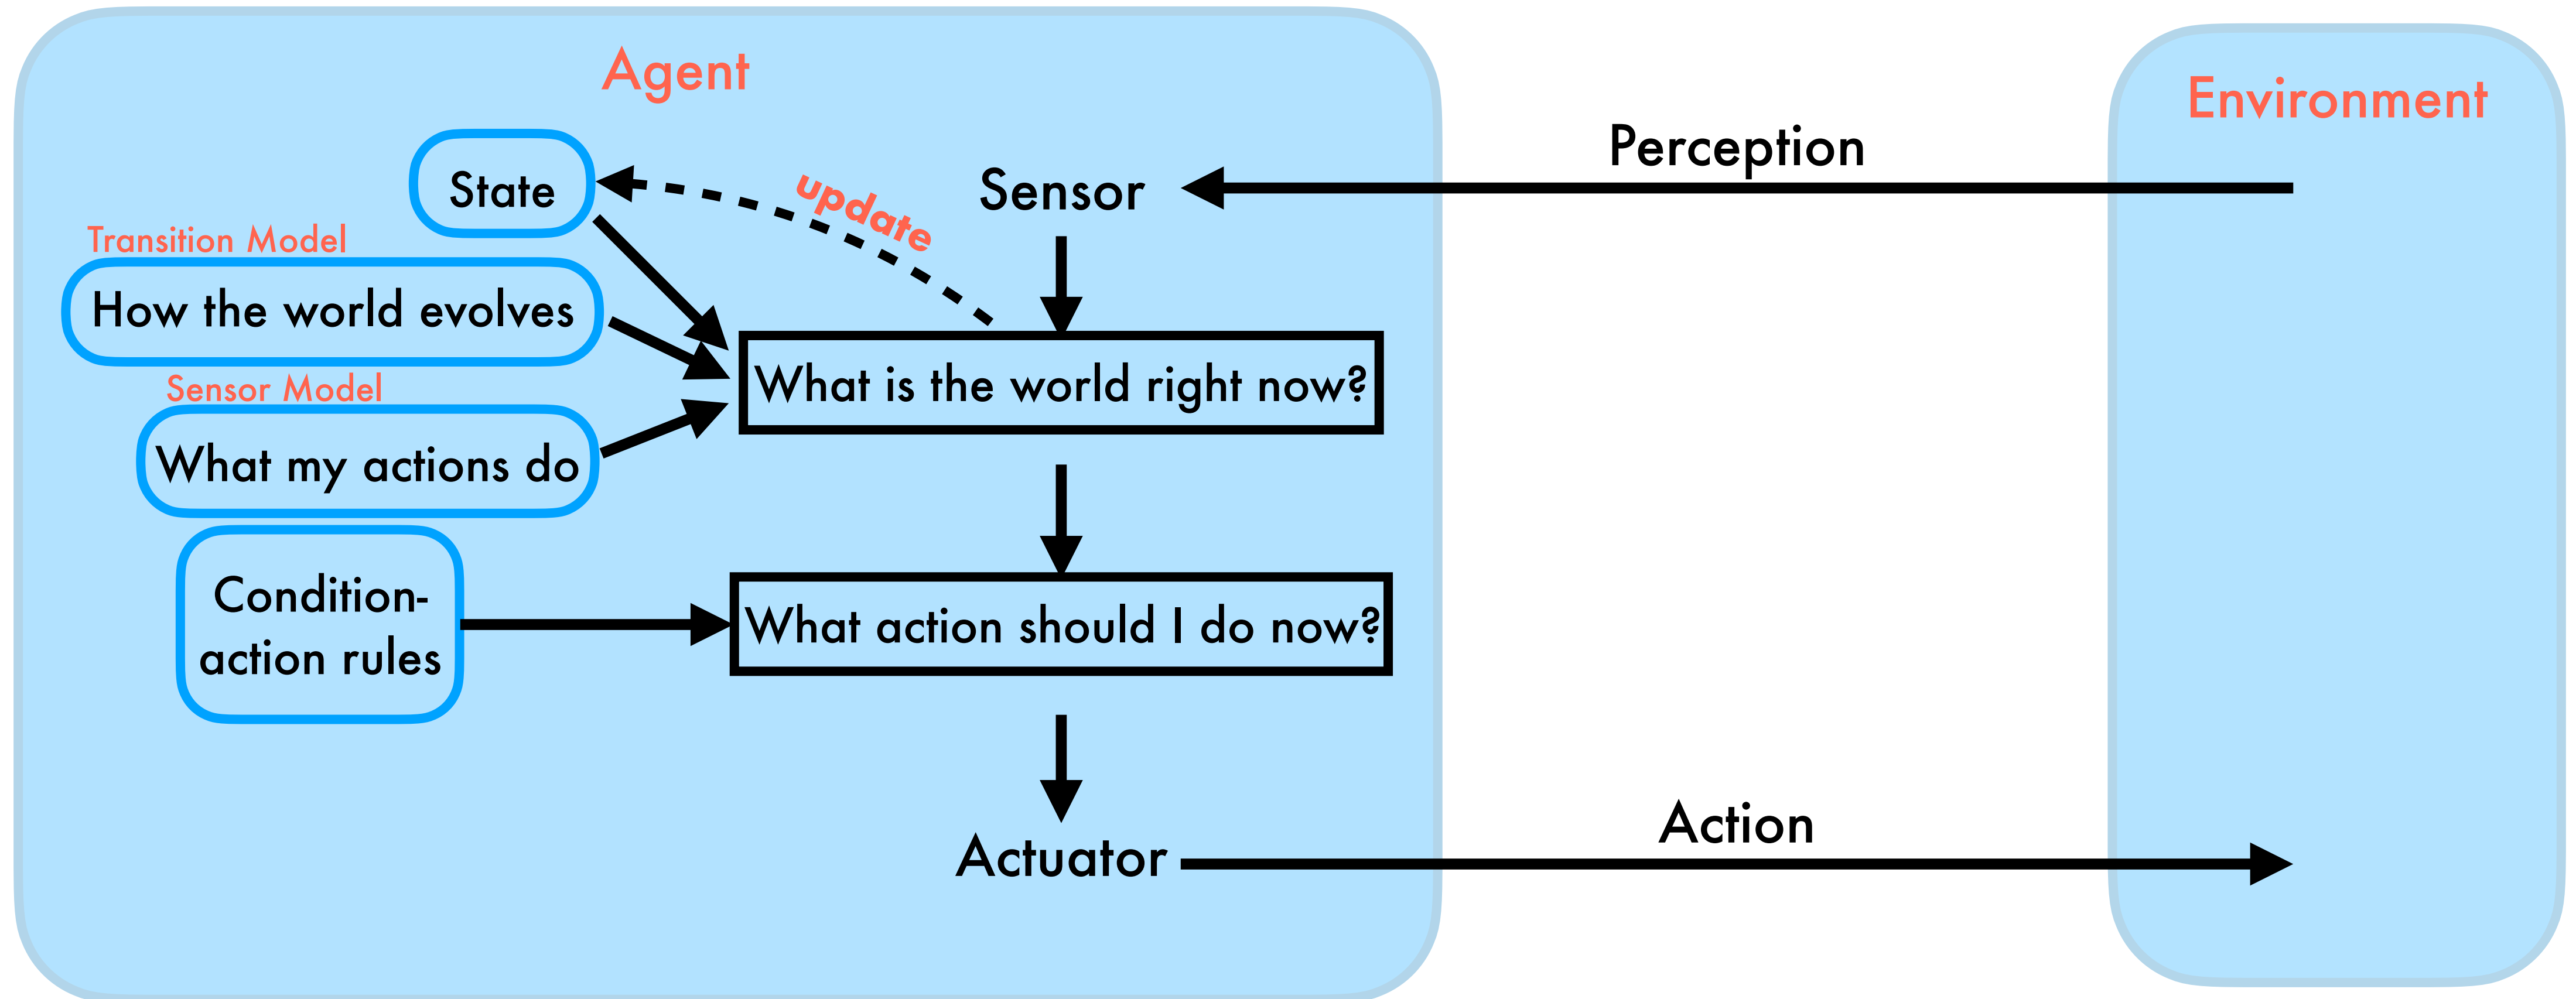 Agent
Environment
Perception
State
Sensor
update
Transition Model
How the world evolves
Sensor Model
What is the world right now?
What my actions do
Condition-
action rules
What action should I do now?
Action
Actuator